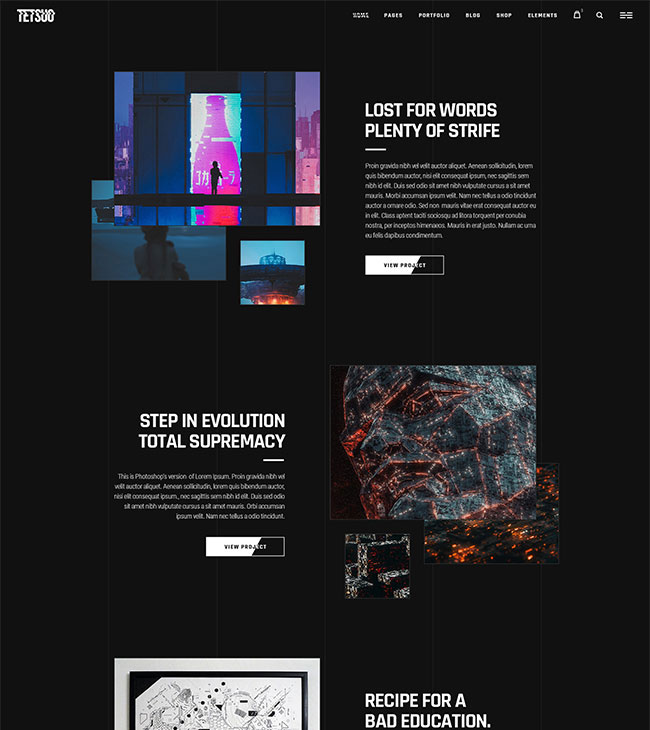 TETSUO
HOME PAGES PORTFOLIO BLOG SHOP ELEMENTS
コカ・コーラ
LOST FOR WORDS
PLENTY OF STRIFE
Proin gravida nibh vel velit auctor aliquet. Aenean sollicitudin, lorem
quis bibendum auctor, nisi elit consequat ipsum, nec sagittis sem
nibh id elit. Duis sed odio sit amet nibh vulputate cursus a sit amet
mauris. Morbi accumsan ipsum velit. Nam nec tellus a odio tincidunt
auctor a ornare odio. Sed non mauris vitae erat consequat auctor eu
in elit. Class aptent taciti sociosqu ad litora torquent per conubia
nostra, per inceptos himenaeos. Mauris in erat justo. Nullam ac urna
eu felis dapibus condimentum.
VIEW PROJECT
STEP IN EVOLUTION
TOTAL SUPREMACY
This is Photoshop's version of Lorem Ipsum. Proin gravida nibh vel
velit auctor aliquet. Aenean sollicitudin, lorem quis bibendum auctor,
nisi elit consequat ipsum, nec sagittis sem nibh id elit. Duis sed odio
sit amet nibh vulputate cursus a sit amet mauris. Orbi accumsan
ipsum velit. Nam nec tellus a odio tincidunt.
VIEW PROJECT
RECIPE FOR A
BAD EDUCATION.